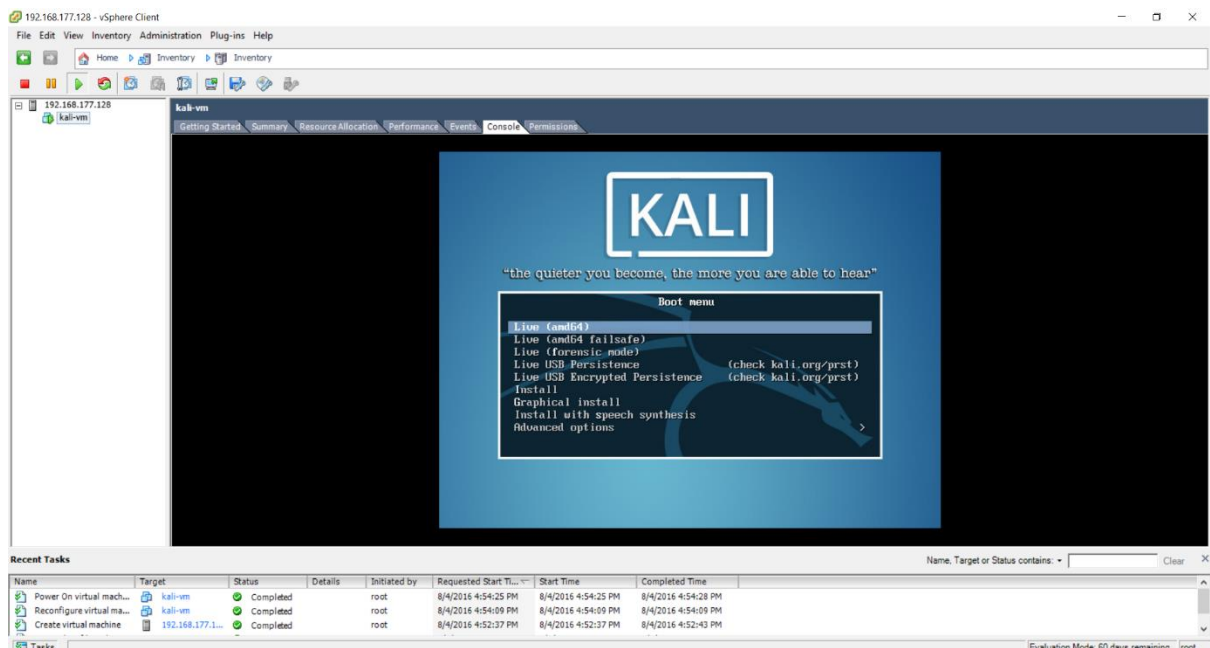 192.168.177.128 - vSphere Client
File Edit View Inventory Administration Plug-ins Help
Home Inventory Inventory
192.168.177.128
kali-vm
kali-vm
Getting Started Summary Resource Allocation Performance Events Console Permissions
KALI
"the quieter you become, the more you are able to hear"
Boot menu
Live (amd64)
Live (amd64 failsafe)
Live (forensic mode)
Live USB Persistence (check kali.org/prst)
Live USB Encrypted Persistence (check kali.org/prst)
Install
Graphical install
Install with speech synthesis
Advanced options >
Recent Tasks
Name, Target or Status contains: Clear
Name Target Status Details Initiated by Requested Start Ti... Start Time Completed Time
Power On virtual mach... kali-vm Completed root 8/4/2016 4:54:25 PM 8/4/2016 4:54:25 PM 8/4/2016 4:54:28 PM
Reconfigure virtual ma... kali-vm Completed root 8/4/2016 4:54:09 PM 8/4/2016 4:54:09 PM 8/4/2016 4:54:09 PM
Create virtual machine 192.168.177.1... Completed root 8/4/2016 4:52:37 PM 8/4/2016 4:52:37 PM 8/4/2016 4:52:43 PM
Tasks Evaluation Mode: 60 days remaining root